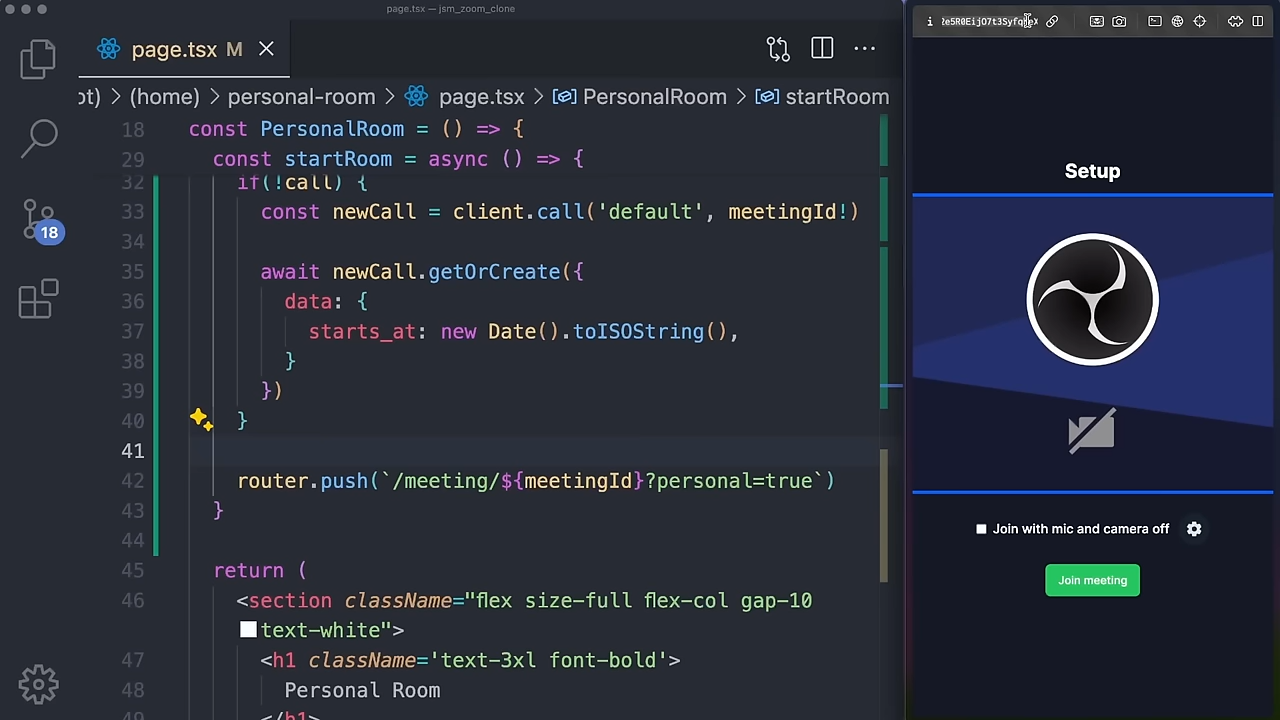 page.tsx — jsm_zoom_clone
page.tsx M
ot) > (home) > personal-room > page.tsx > PersonalRoom > startRoom
18 const PersonalRoom = () => {
29 const startRoom = async () => {
32 if(!call) {
33 const newCall = client.call('default', meetingId!)
34
35 await newCall.getOrCreate({
36 data: {
37 starts_at: new Date().toISOString(),
38 }
39 })
40 }
41
42 router.push(`/meeting/${meetingId}?personal=true`)
43 }
44
45 return (
46 <section className="flex size-full flex-col gap-10
text-white">
47 <h1 className='text-3xl font-bold'>
48 Personal Room
49 </h1>
18
Setup
Join with mic and camera off
Join meeting